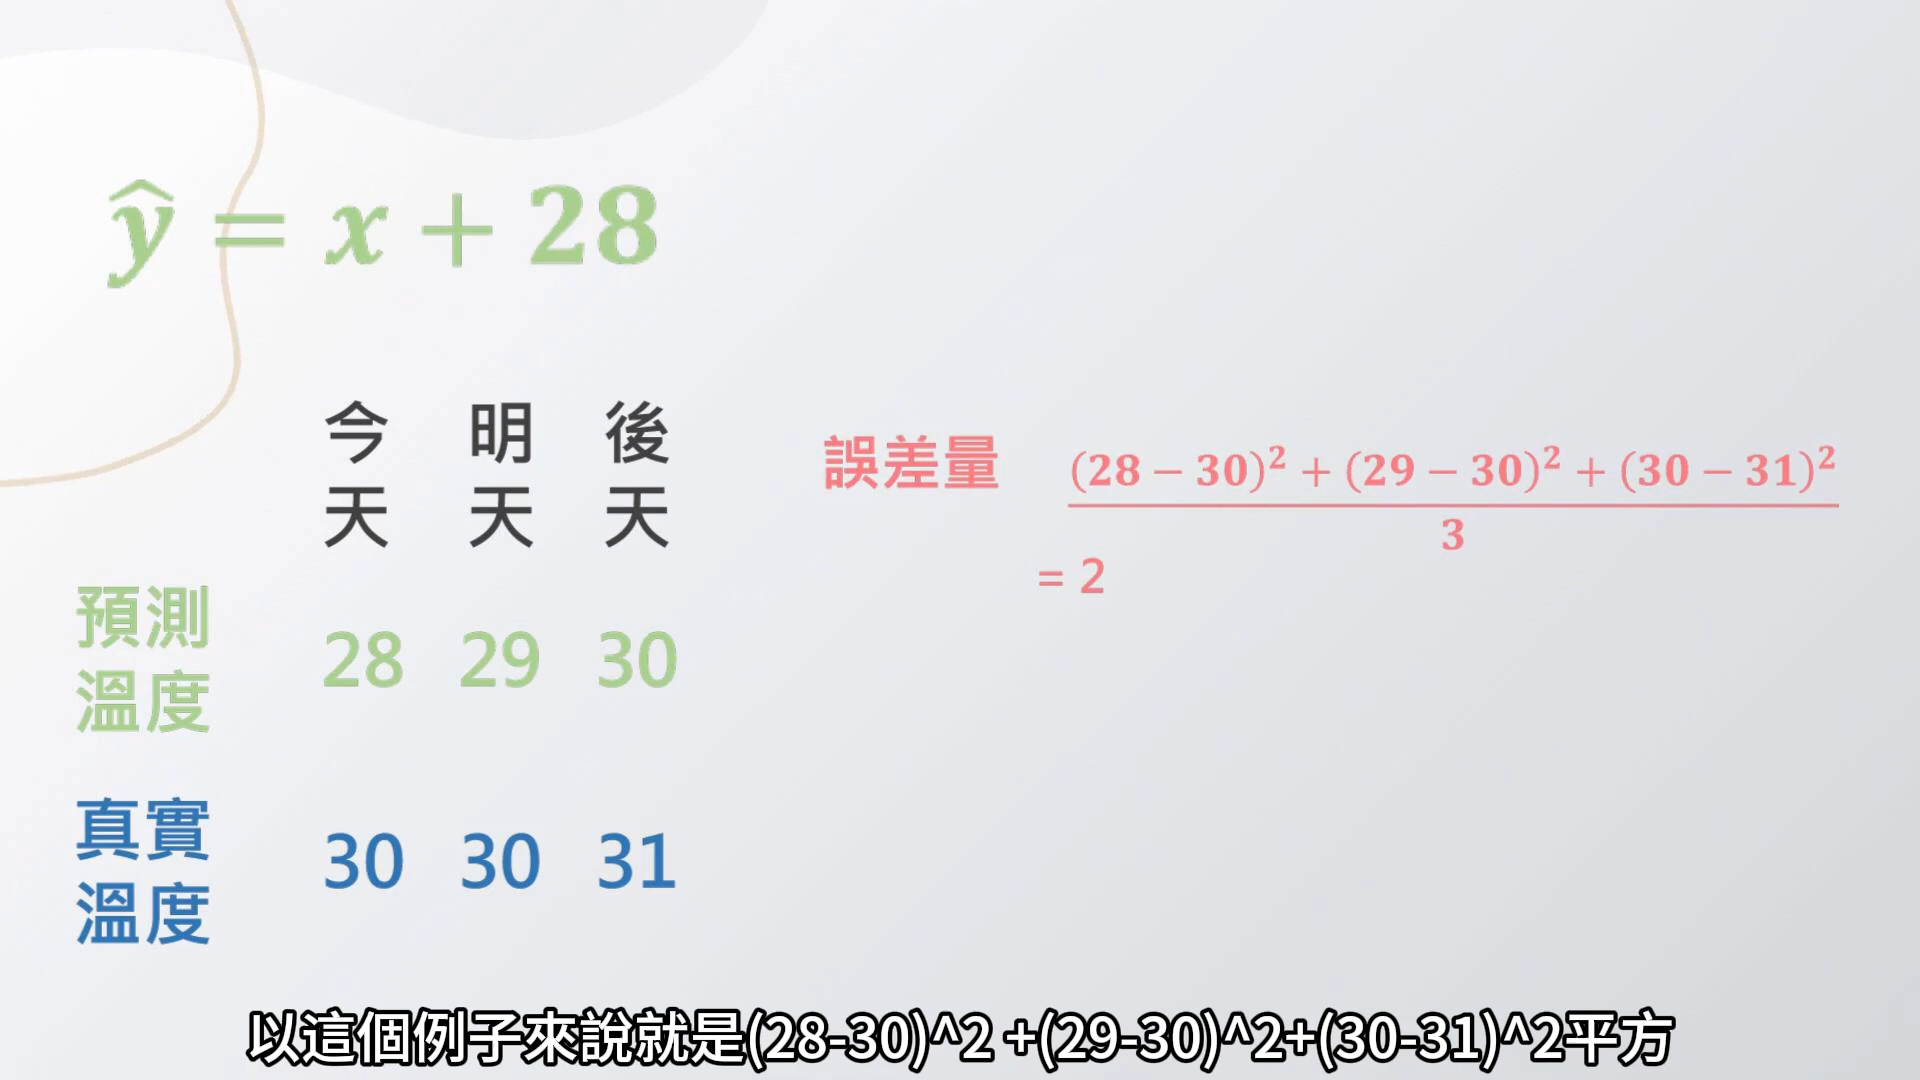 ŷ = x + 28
今天 明天 後天
誤差量 (28 − 30)² + (29 − 30)² + (30 − 31)²
3
= 2
預測溫度 28 29 30
真實溫度 30 30 31
以這個例子來說就是(28-30)^2 +(29-30)^2+(30-31)^2平方